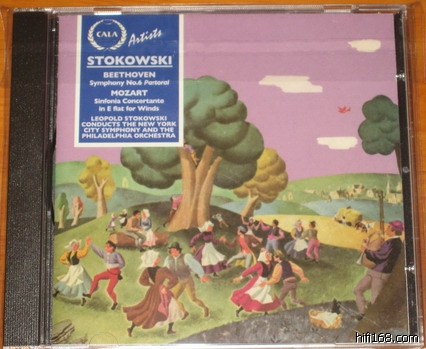 CALA
Artists
STOKOWSKI
BEETHOVEN
Symphony No.6 Pastoral
MOZART
Sinfonia Concertante
in E flat for Winds
LEOPOLD STOKOWSKI
CONDUCTS THE NEW YORK
CITY SYMPHONY AND THE
PHILADELPHIA ORCHESTRA
hifi168.com